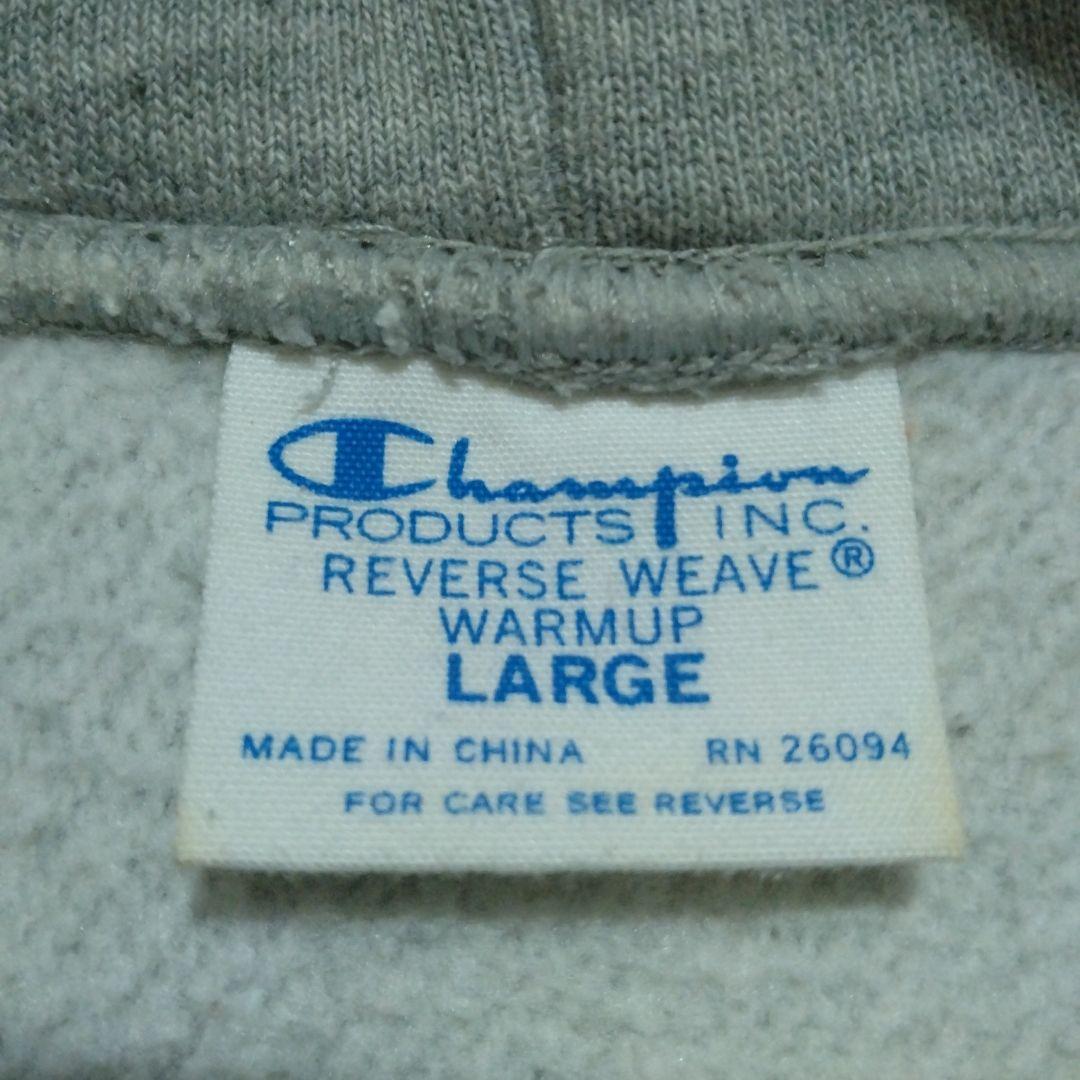 Champion
PRODUCTS INC.
REVERSE WEAVE®
WARMUP
LARGE
MADE IN CHINA RN 26094
FOR CARE SEE REVERSE